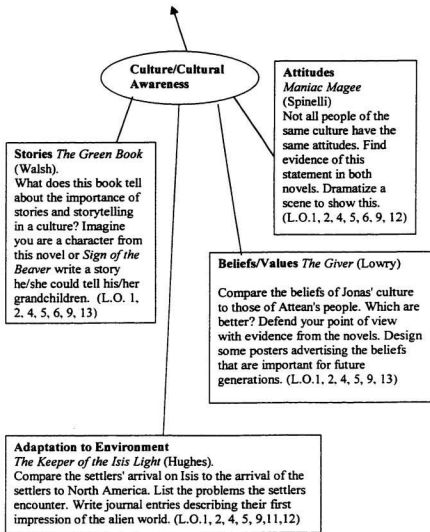 Culture/Cultural
Awareness
Attitudes
Maniac Magee
(Spinelli)
Not all people of the
same culture have the
same attitudes. Find
evidence of this
statement in both
novels. Dramatize a
scene to show this.
(L.O.1, 2, 4, 5, 6. 9, 12)
Stories The Green Book
(Walsh).
What does this book tell
about the importance of
stories and storytelling
in a culture? Imagine
you are a character from
this novel or Sign of the
Beaver write a story
he/she could tell his/her
grandchildren. (L.O. 1,
2, 4, 5, 6, 9, 13)
Beliefs/Values The Giver (Lowry)
Compare the beliefs of Jonas' culture
to those of Attean's people. Which are
better? Defend your point of view
with evidence from the novels. Design
some posters advertising the beliefs
that are important for future
generations. (L.O.1, 2, 4, 5, 9, 13)
Adaptation to Environment
The Keeper of the Isis Light (Hughes).
Compare the settlers' arrival on Isis to the arrival of the
settlers to North America. List the problems the settlers
encounter. Write journal entries describing their first
impression of the alien world. (L.O.1, 2, 4, 5, 9,11,12)